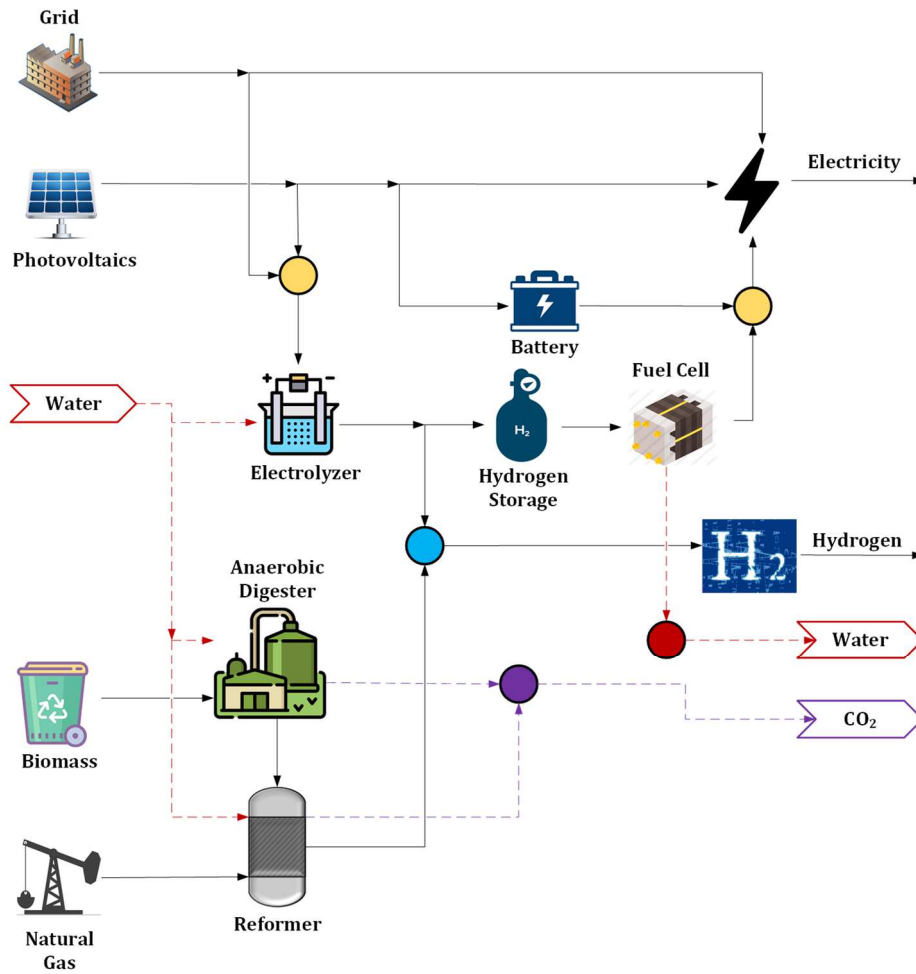 Grid
Electricity
Photovoltaics
Battery
Fuel Cell
Water
+ −
H₂
Electrolyzer
Hydrogen
Storage
H₂
Hydrogen
Anaerobic
Digester
Water
CO₂
Biomass
Reformer
Natural
Gas